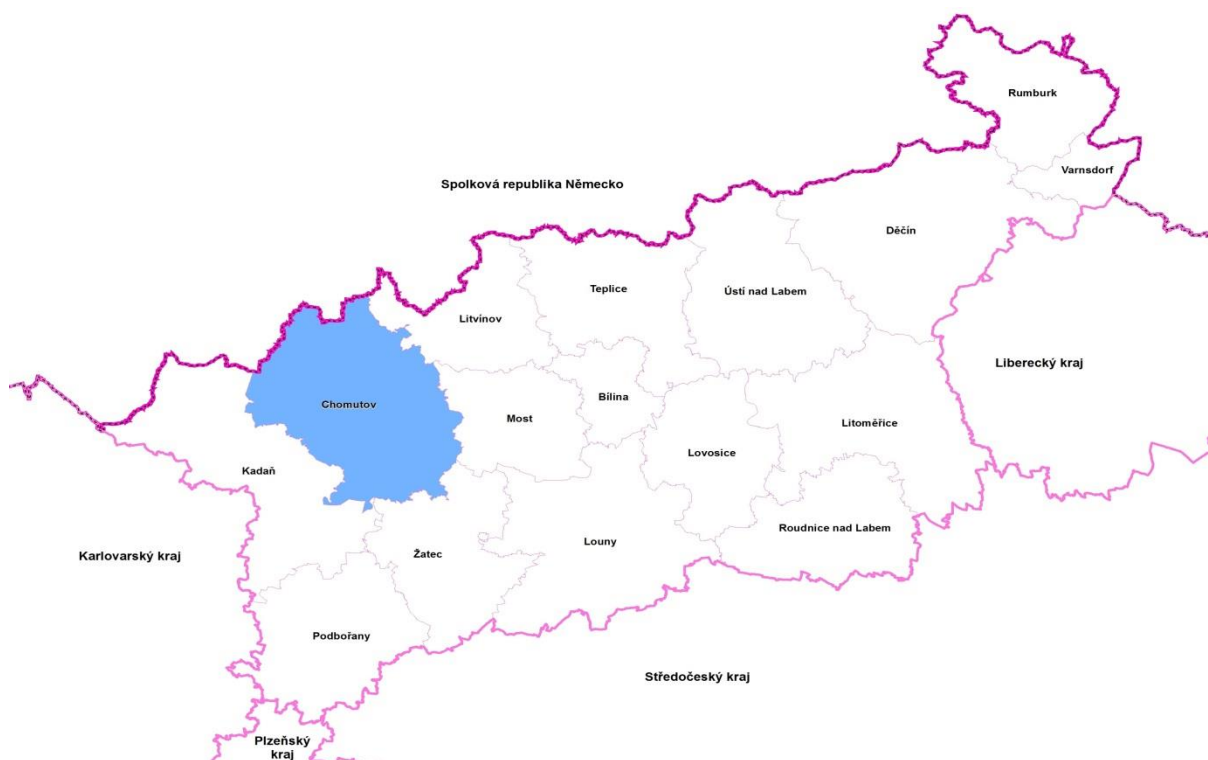 Rumburk
Varnsdorf
Spolková republika Německo
Děčín
Teplice
Ústí nad Labem
Litvínov
Liberecký kraj
Chomutov
Bílina
Most
Litoměřice
Lovosice
Kadaň
Roudnice nad Labem
Louny
Žatec
Karlovarský kraj
Podbořany
Středočeský kraj
Plzeňský
kraj